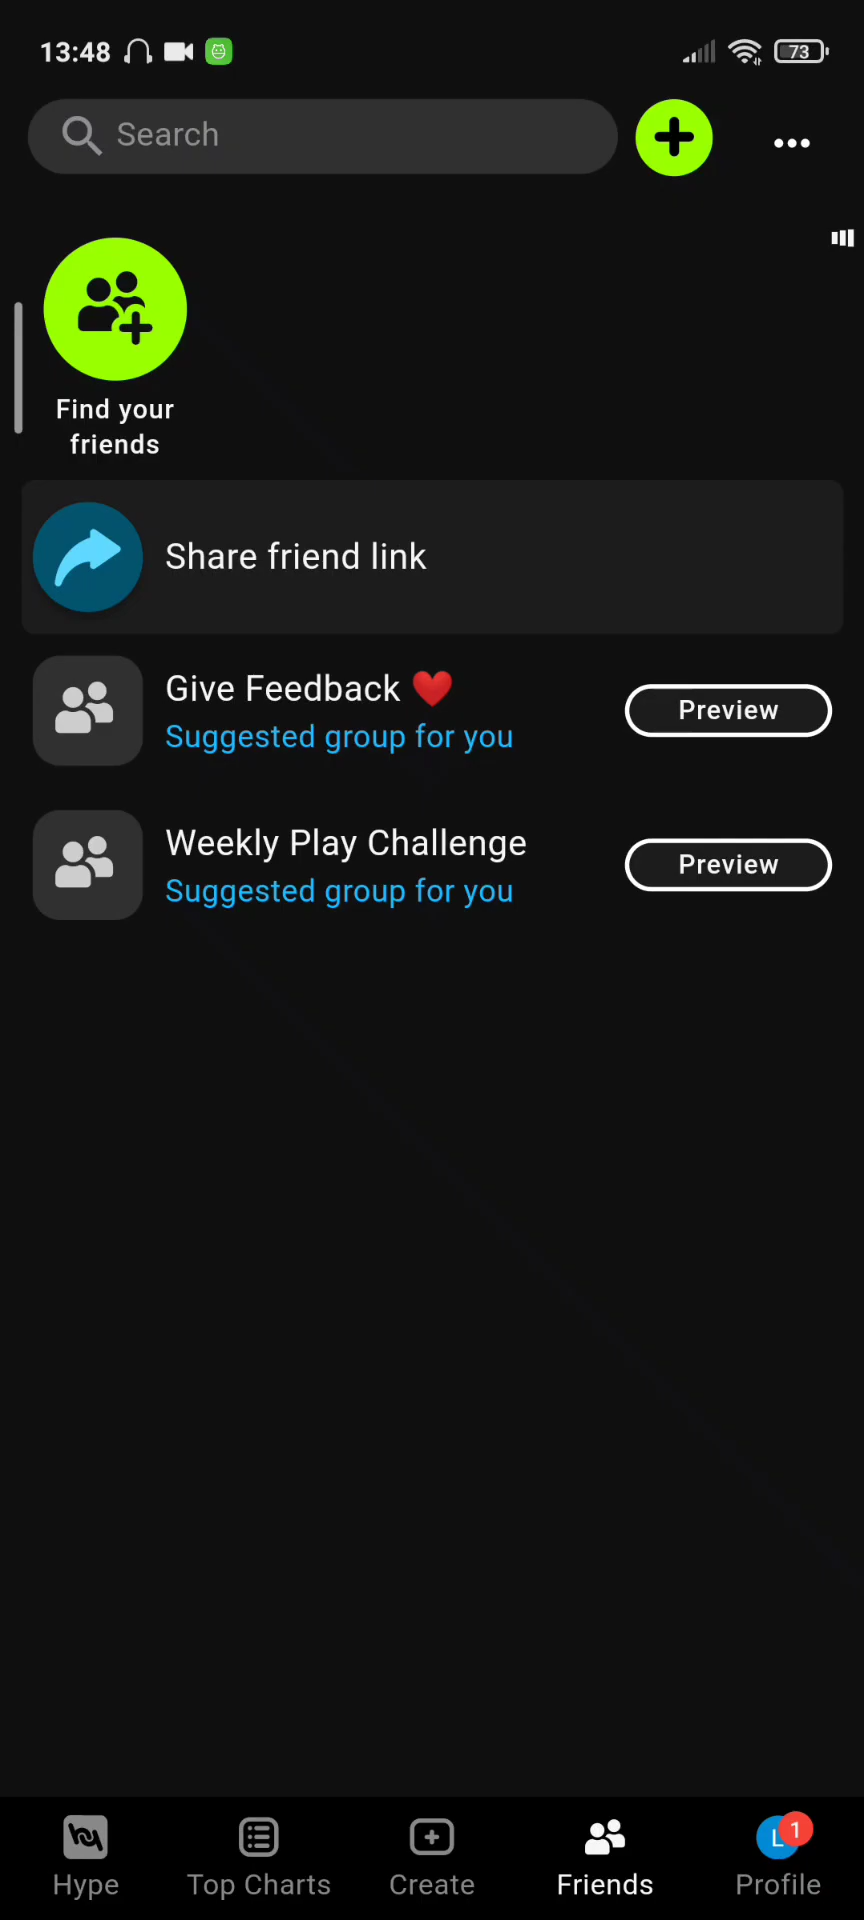 13:48
73
Search
Find your
friends
Share friend link
Give Feedback ❤️
Suggested group for you
Preview
Weekly Play Challenge
Suggested group for you
Preview
Hype
Top Charts
Create
Friends
L
1
Profile